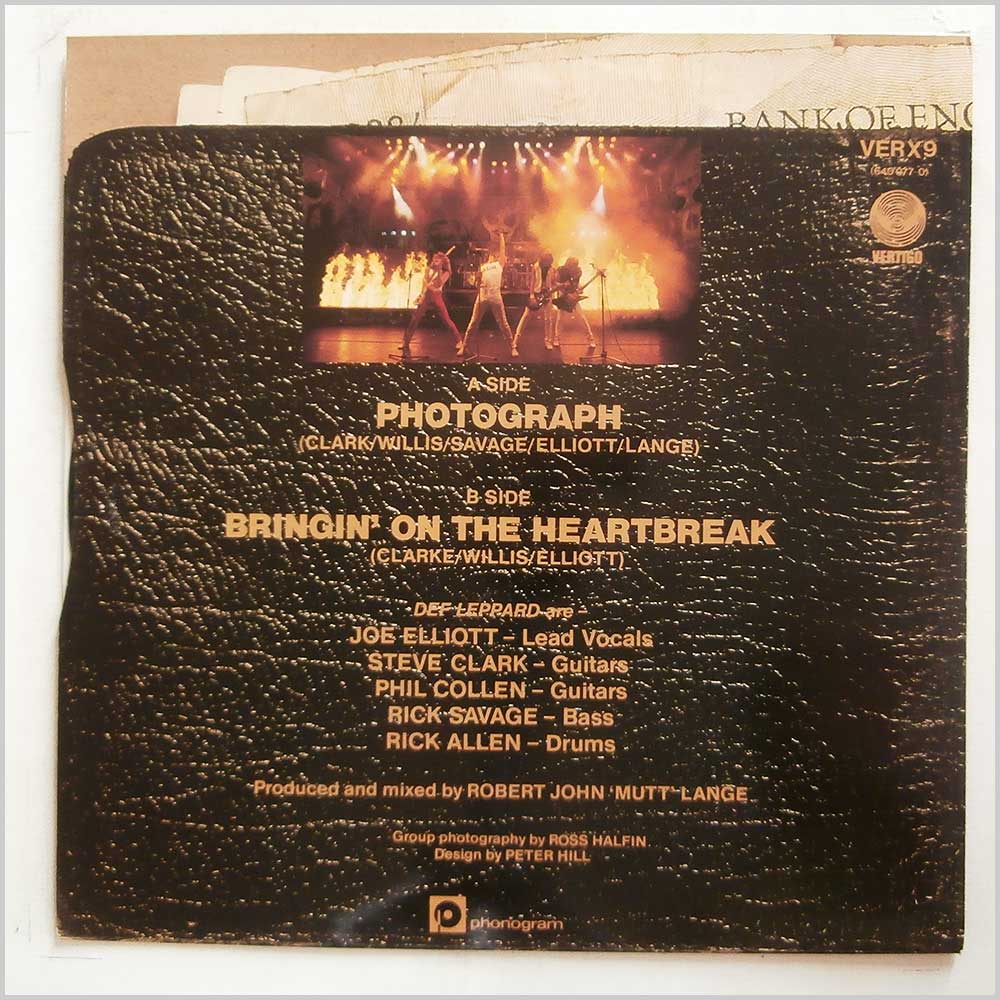 BANK OF ENG
VERX9
VERTIGO
A SIDE
PHOTOGRAPH
(CLARK/WILLIS/SAVAGE/ELLIOTT/LANGE)
B SIDE
BRINGIN' ON THE HEARTBREAK
(CLARKE/WILLIS/ELLIOTT)
DEF LEPPARD are –
JOE ELLIOTT – Lead Vocals
STEVE CLARK – Guitars
PHIL COLLEN – Guitars
RICK SAVAGE – Bass
RICK ALLEN – Drums
Produced and mixed by ROBERT JOHN 'MUTT' LANGE
Group photography by ROSS HALFIN
Design by PETER HILL
phonogram